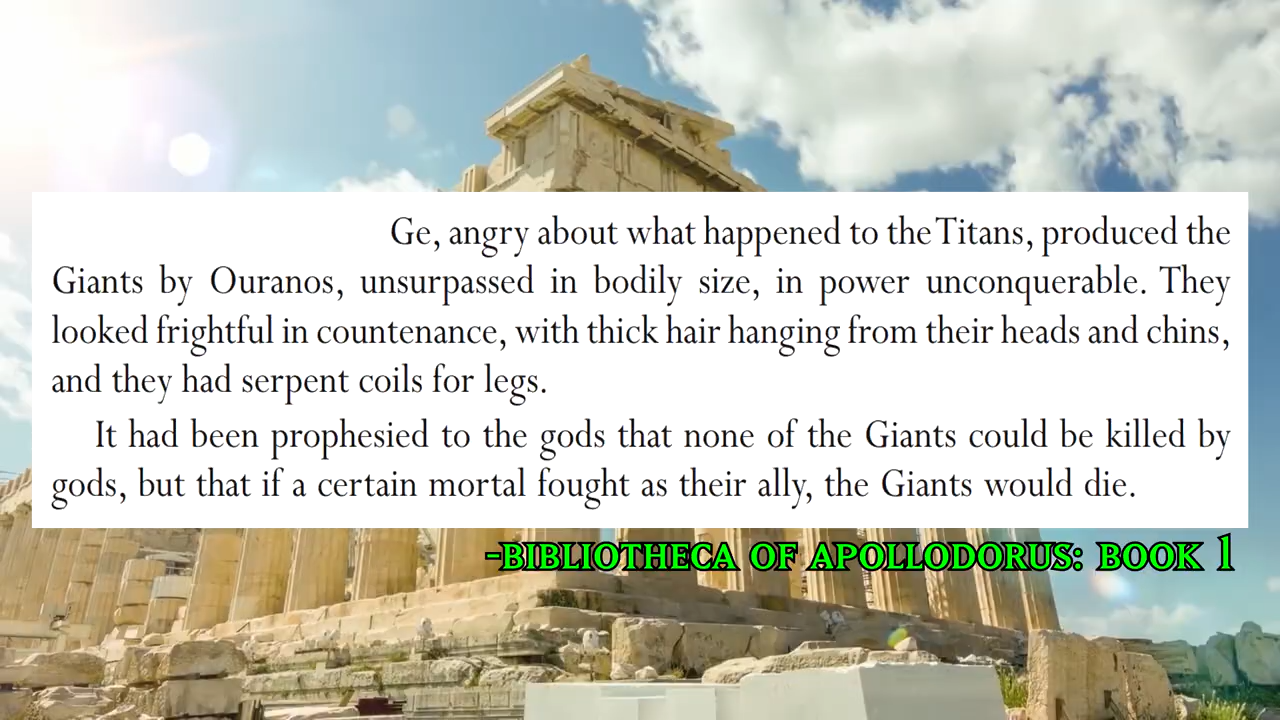 Ge, angry about what happened to the Titans, produced the
Giants by Ouranos, unsurpassed in bodily size, in power unconquerable. They
looked frightful in countenance, with thick hair hanging from their heads and chins,
and they had serpent coils for legs.
It had been prophesied to the gods that none of the Giants could be killed by
gods, but that if a certain mortal fought as their ally, the Giants would die.
-BIBLIOTHECA OF APOLLODORUS: BOOK 1